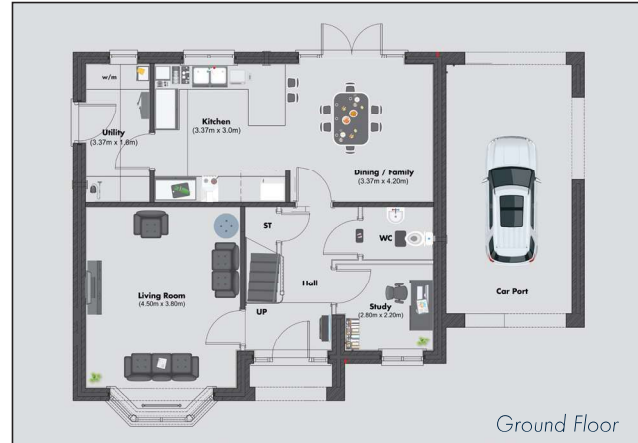 w/m
Utility
(3.37m x 1.8m)
Kitchen
(3.37m x 3.0m)
Dining / Family
(3.37m x 4.20m)
ST
WC
Hall
Living Room
(4.50m x 3.80m)
UP
Study
(2.80m x 2.20m)
Car Port
Ground Floor